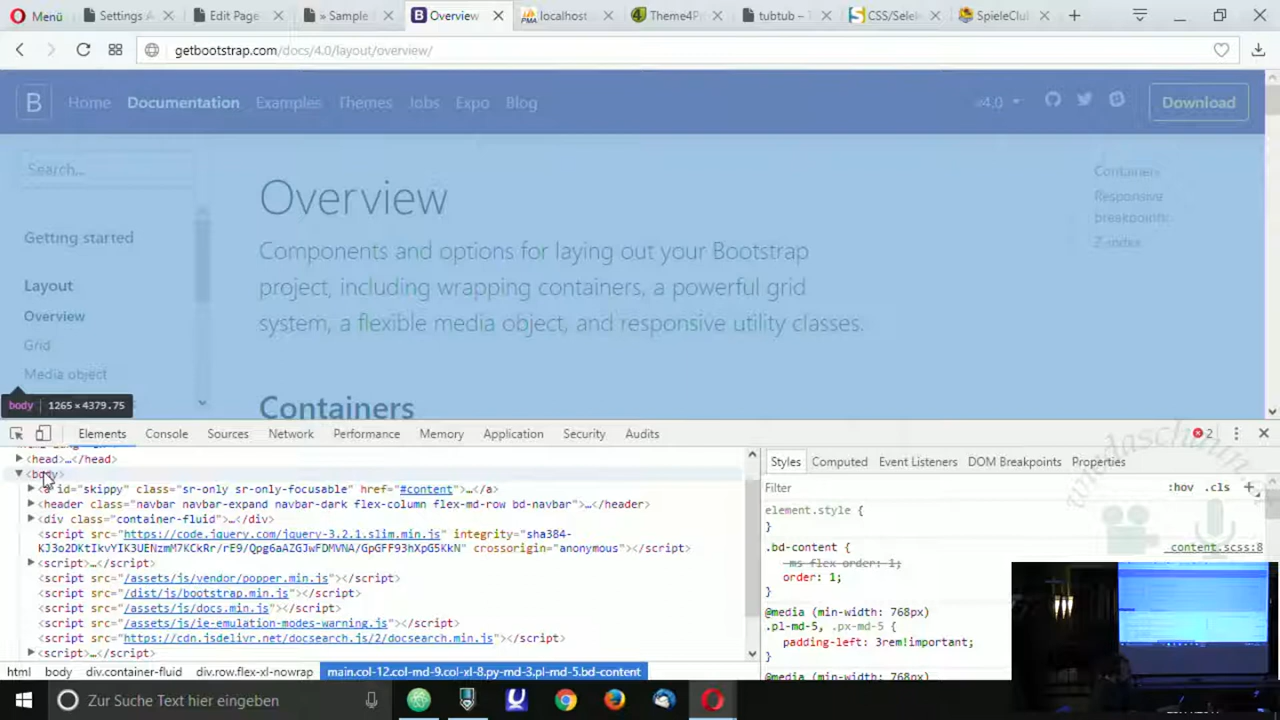 Menü
Settings
Edit Page
» Sample
Overview
localhost
Theme4P
tubtub –
CSS/Sele
SpieleClu
getbootstrap.com/docs/4.0/layout/overview/
B Home Documentation Examples Themes Jobs Expo Blog v4.0 Download
Search...
Getting started
Layout
Overview
Grid
Media object
Overview
Components and options for laying out your Bootstrap
project, including wrapping containers, a powerful grid
system, a flexible media object, and responsive utility classes.
Containers
Containers
Responsive
breakpoints
Z-index
body 1265 × 4379.75
Elements Console Sources Network Performance Memory Application Security Audits 2
<head>…</head>
<body>
<a id="skippy" class="sr-only sr-only-focusable" href="#content">…</a>
<header class="navbar navbar-expand navbar-dark flex-column flex-md-row bd-navbar">…</header>
<div class="container-fluid">…</div>
<script src="https://code.jquery.com/jquery-3.2.1.slim.min.js" integrity="sha384-
KJ3o2DKtIkvYIK3UENzmM7KCkRr/rE9/Qpg6aAZGJwFDMVNA/GpGFF93hXpG5KkN" crossorigin="anonymous"></script>
<script>…</script>
<script src="/assets/js/vendor/popper.min.js"></script>
<script src="/dist/js/bootstrap.min.js"></script>
<script src="/assets/js/docs.min.js"></script>
<script src="/assets/js/ie-emulation-modes-warning.js"></script>
<script src="https://cdn.jsdelivr.net/docsearch.js/2/docsearch.min.js"></script>
<script>…</script>
html body div.container-fluid div.row.flex-xl-nowrap main.col-12.col-md-9.col-xl-8.py-md-3.pl-md-5.bd-content
Styles Computed Event Listeners DOM Breakpoints Properties
Filter :hov .cls +
element.style {
}
.bd-content { _content.scss:8
-ms-flex-order: 1;
order: 1;
}
@media (min-width: 768px)
.pl-md-5, .px-md-5 {
padding-left: 3rem!important;
}
@media (min-width: 768px)
Zur Suche Text hier eingeben